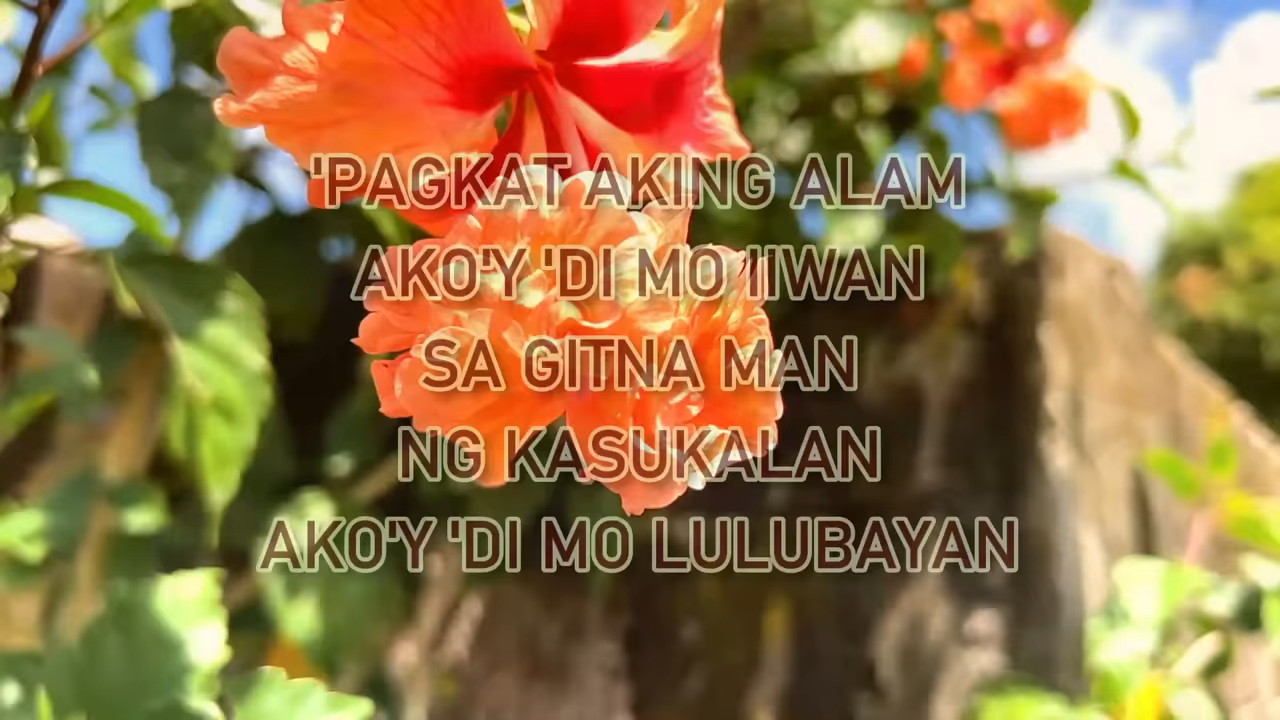 'PAGKAT AKING ALAM
AKO'Y 'DI MO IIWAN
SA GITNA MAN
NG KASUKALAN
AKO'Y 'DI MO LULUBAYAN